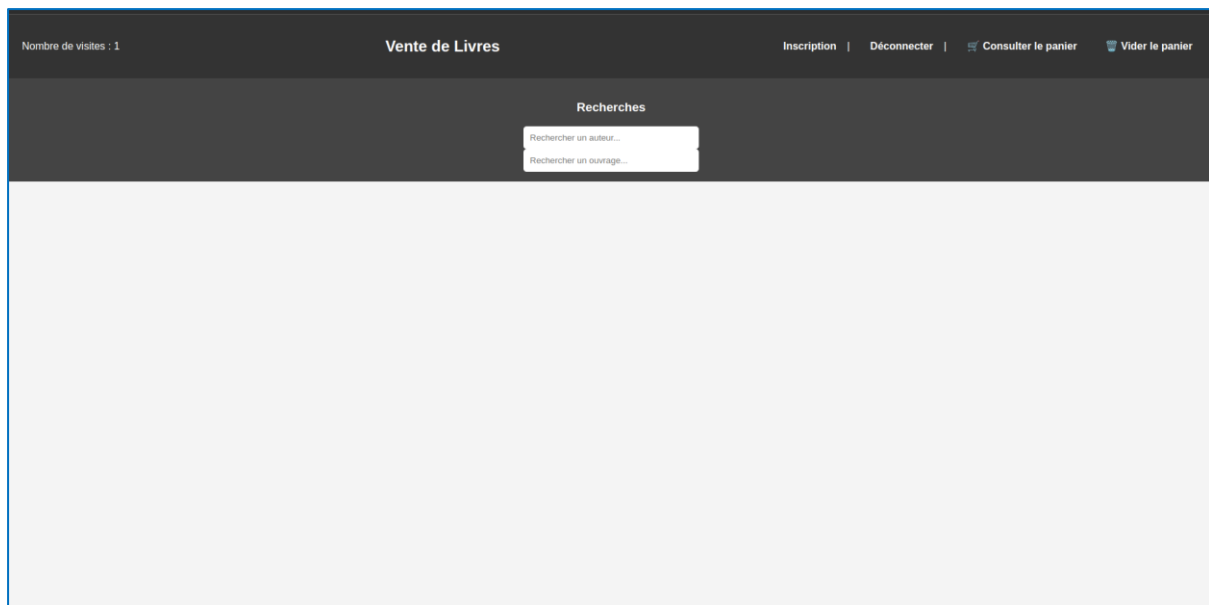 Nombre de visites : 1
Vente de Livres
Inscription |
Déconnecter |
🛒 Consulter le panier
🗑️ Vider le panier
Recherches
Rechercher un auteur...
Rechercher un ouvrage...